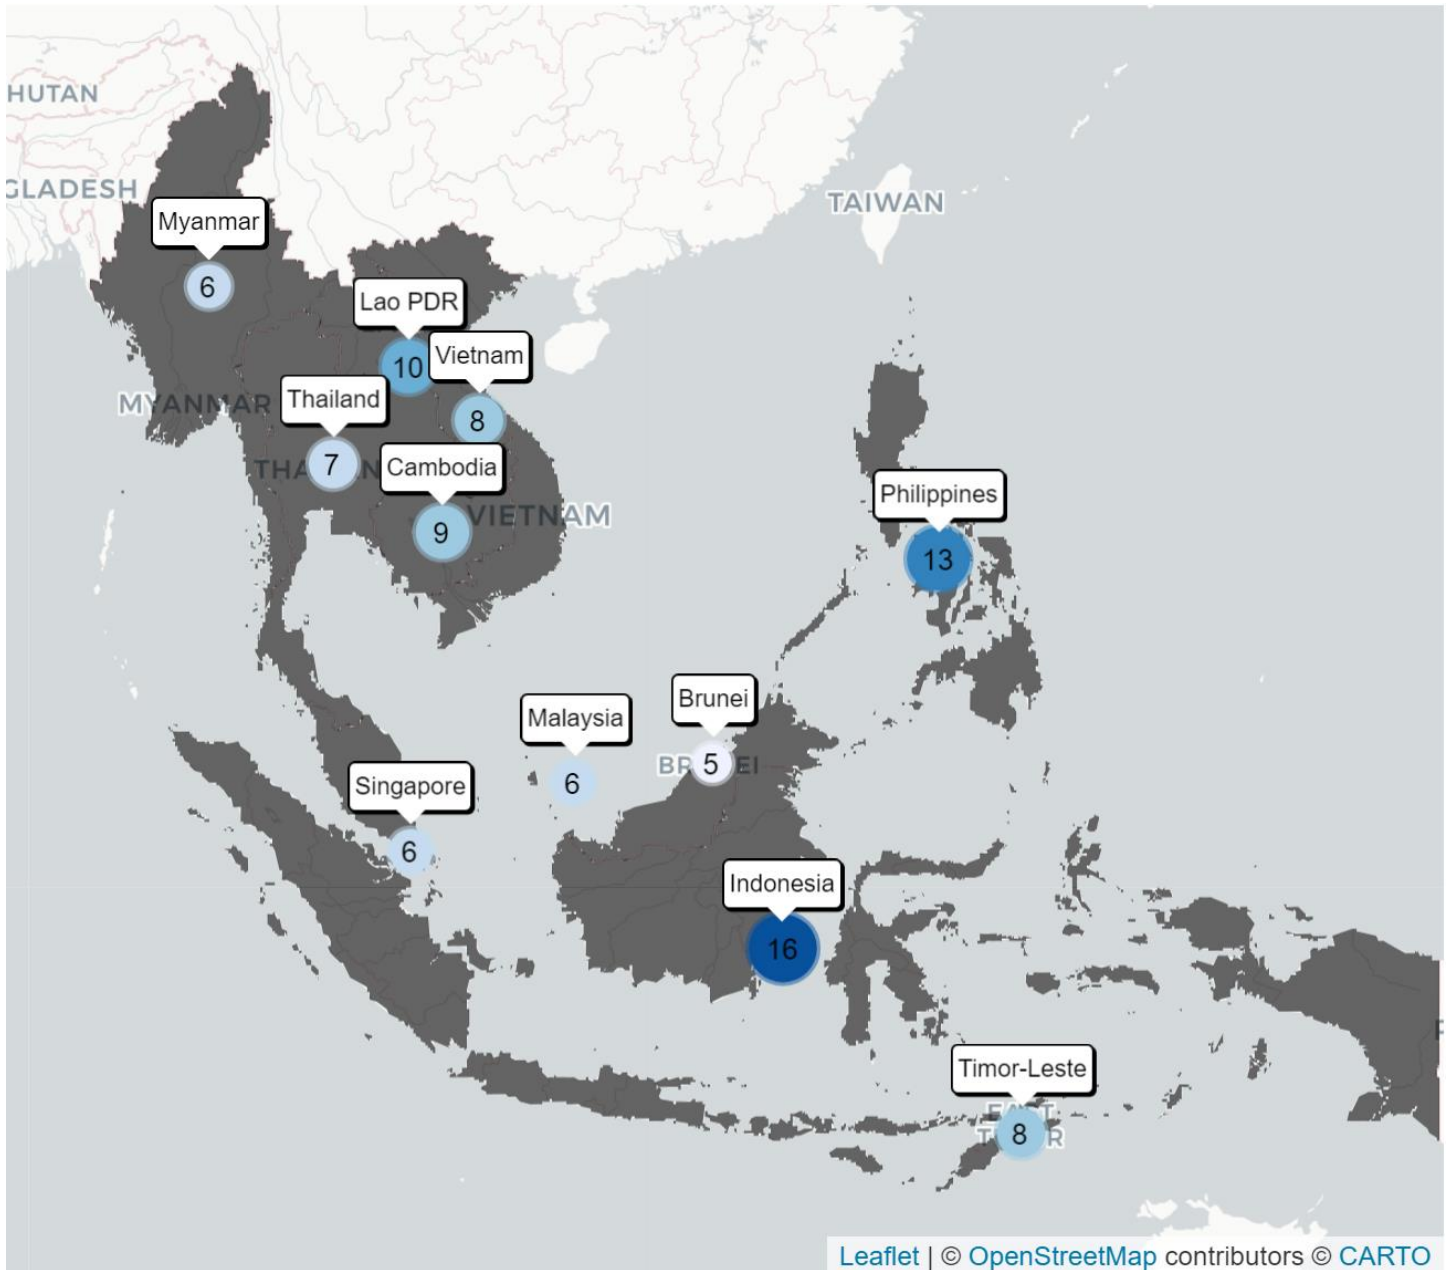 HUTAN
GLADESH
TAIWAN
Myanmar
6
Lao PDR
10
Vietnam
8
MYANMAR
Thailand
7
Cambodia
9
VIETNAM
Philippines
13
Brunei
5
Malaysia
6
Singapore
6
Indonesia
16
Timor-Leste
8
Leaflet | © OpenStreetMap contributors © CARTO